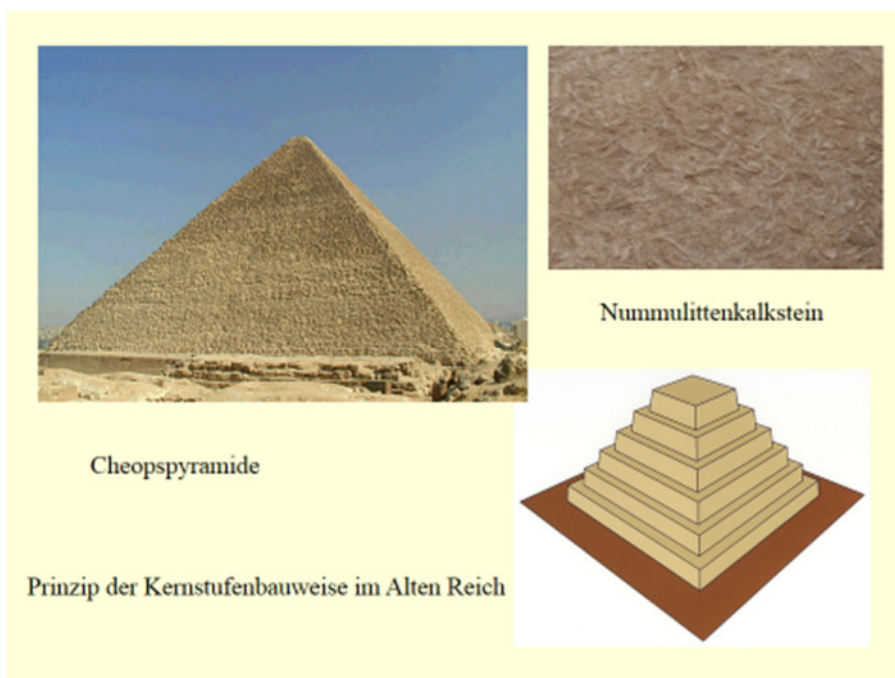 Nummulittenkalkstein
Cheopspyramide
Prinzip der Kernstufenbauweise im Alten Reich